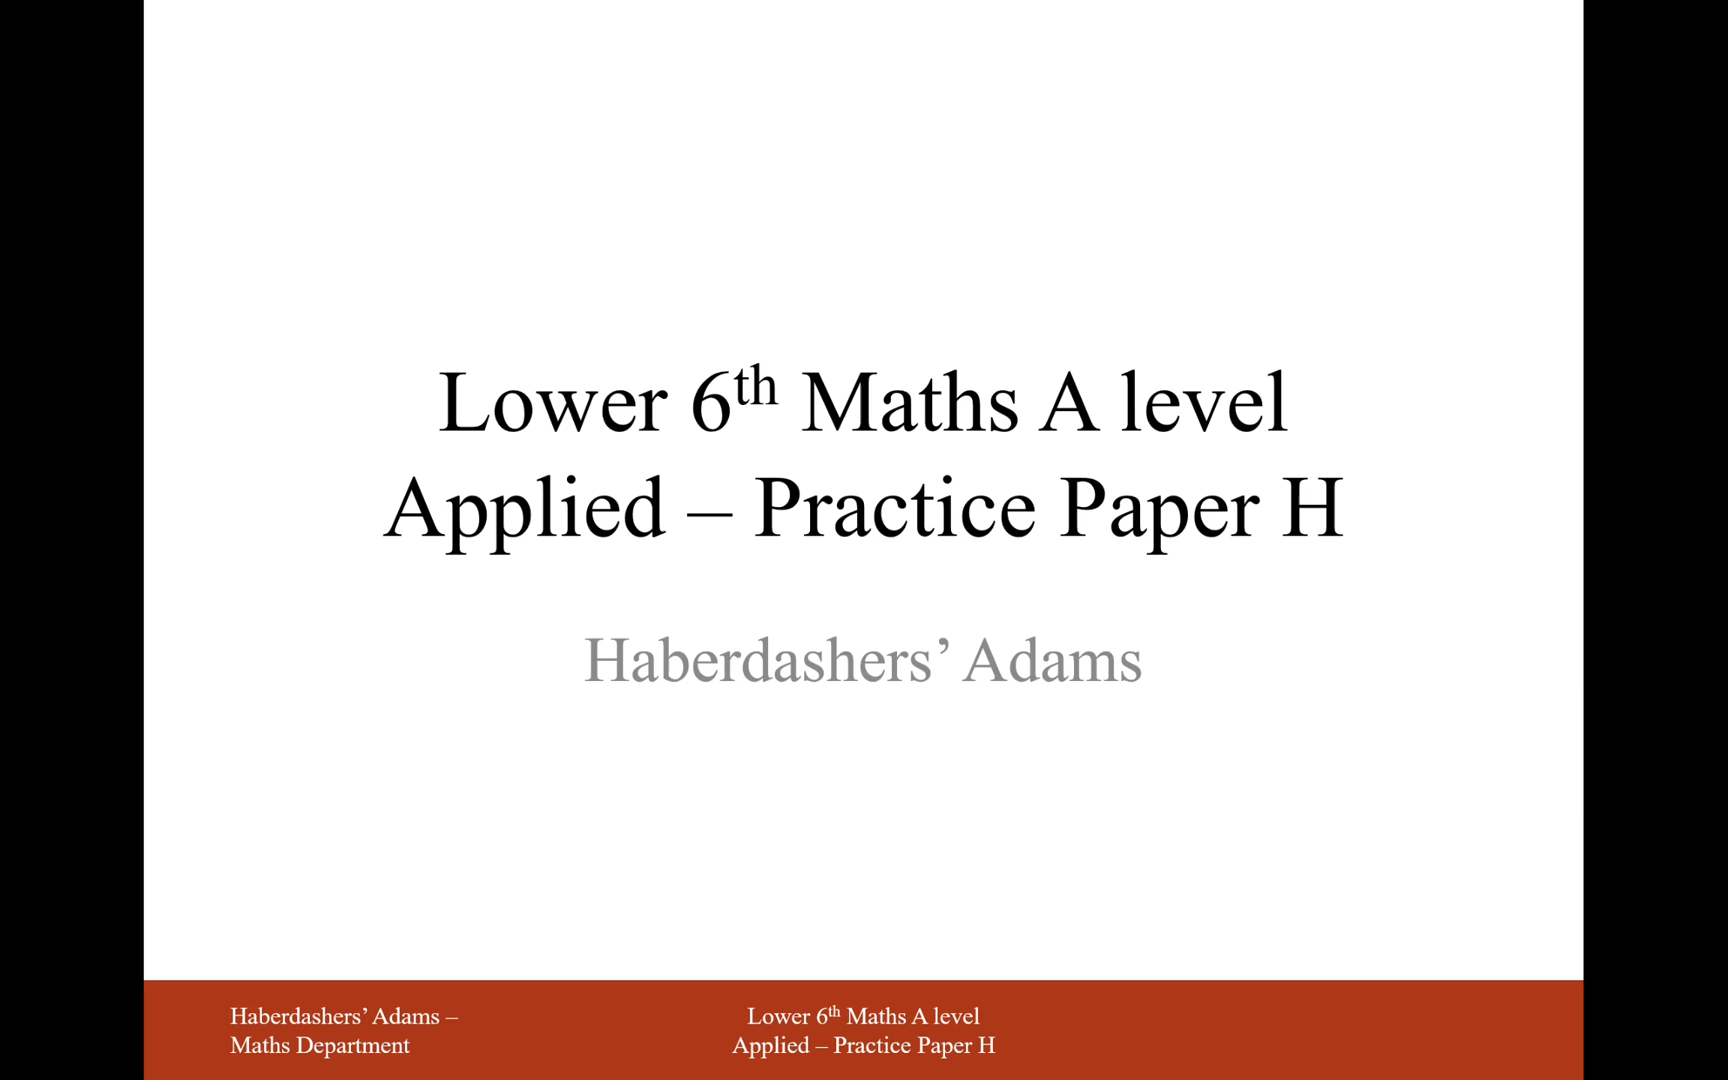 Lower 6th Maths A level
Applied – Practice Paper H
Haberdashers’ Adams
Haberdashers’ Adams –
Maths Department
Lower 6th Maths A level
Applied – Practice Paper H